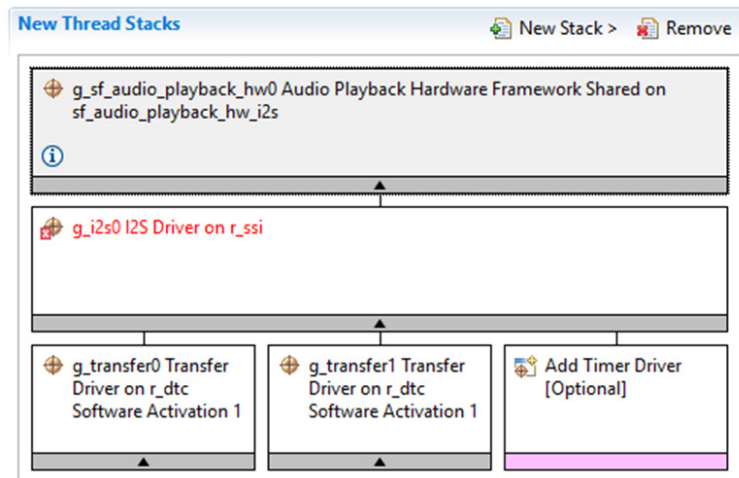 New Thread Stacks
New Stack >
Remove
g_sf_audio_playback_hw0 Audio Playback Hardware Framework Shared on
sf_audio_playback_hw_i2s
g_i2s0 I2S Driver on r_ssi
g_transfer0 Transfer
Driver on r_dtc
Software Activation 1
g_transfer1 Transfer
Driver on r_dtc
Software Activation 1
Add Timer Driver
[Optional]